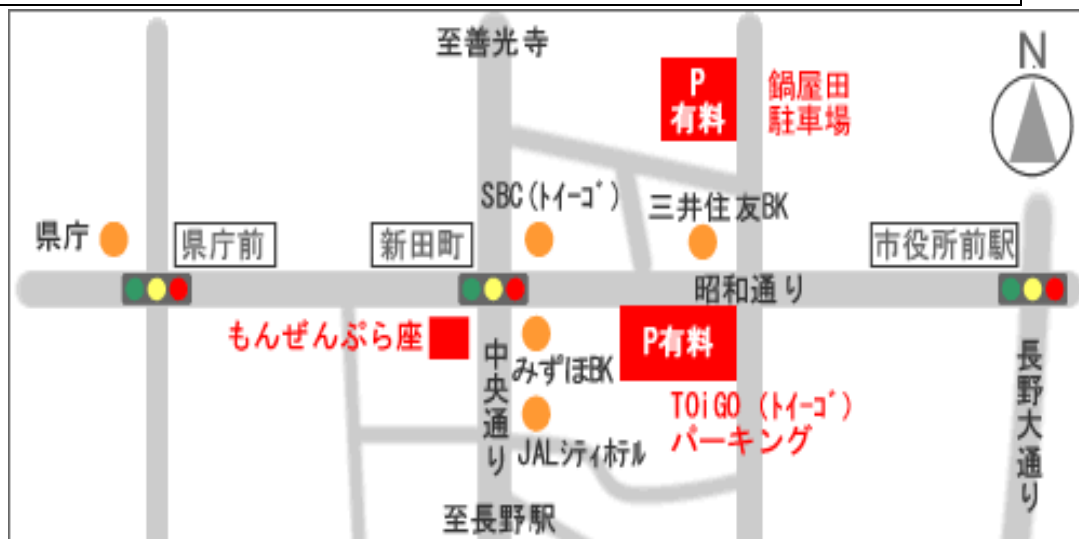 至善光寺
N
P
有料
鍋屋田
駐車場
SBC(トイーゴ)
三井住友BK
県庁
県庁前
新田町
市役所前駅
昭和通り
もんぜんぷら座
中央通り
みずほBK
P有料
長野大通り
TOiGO (トイーゴ)
パーキング
JALシティホテル
至長野駅